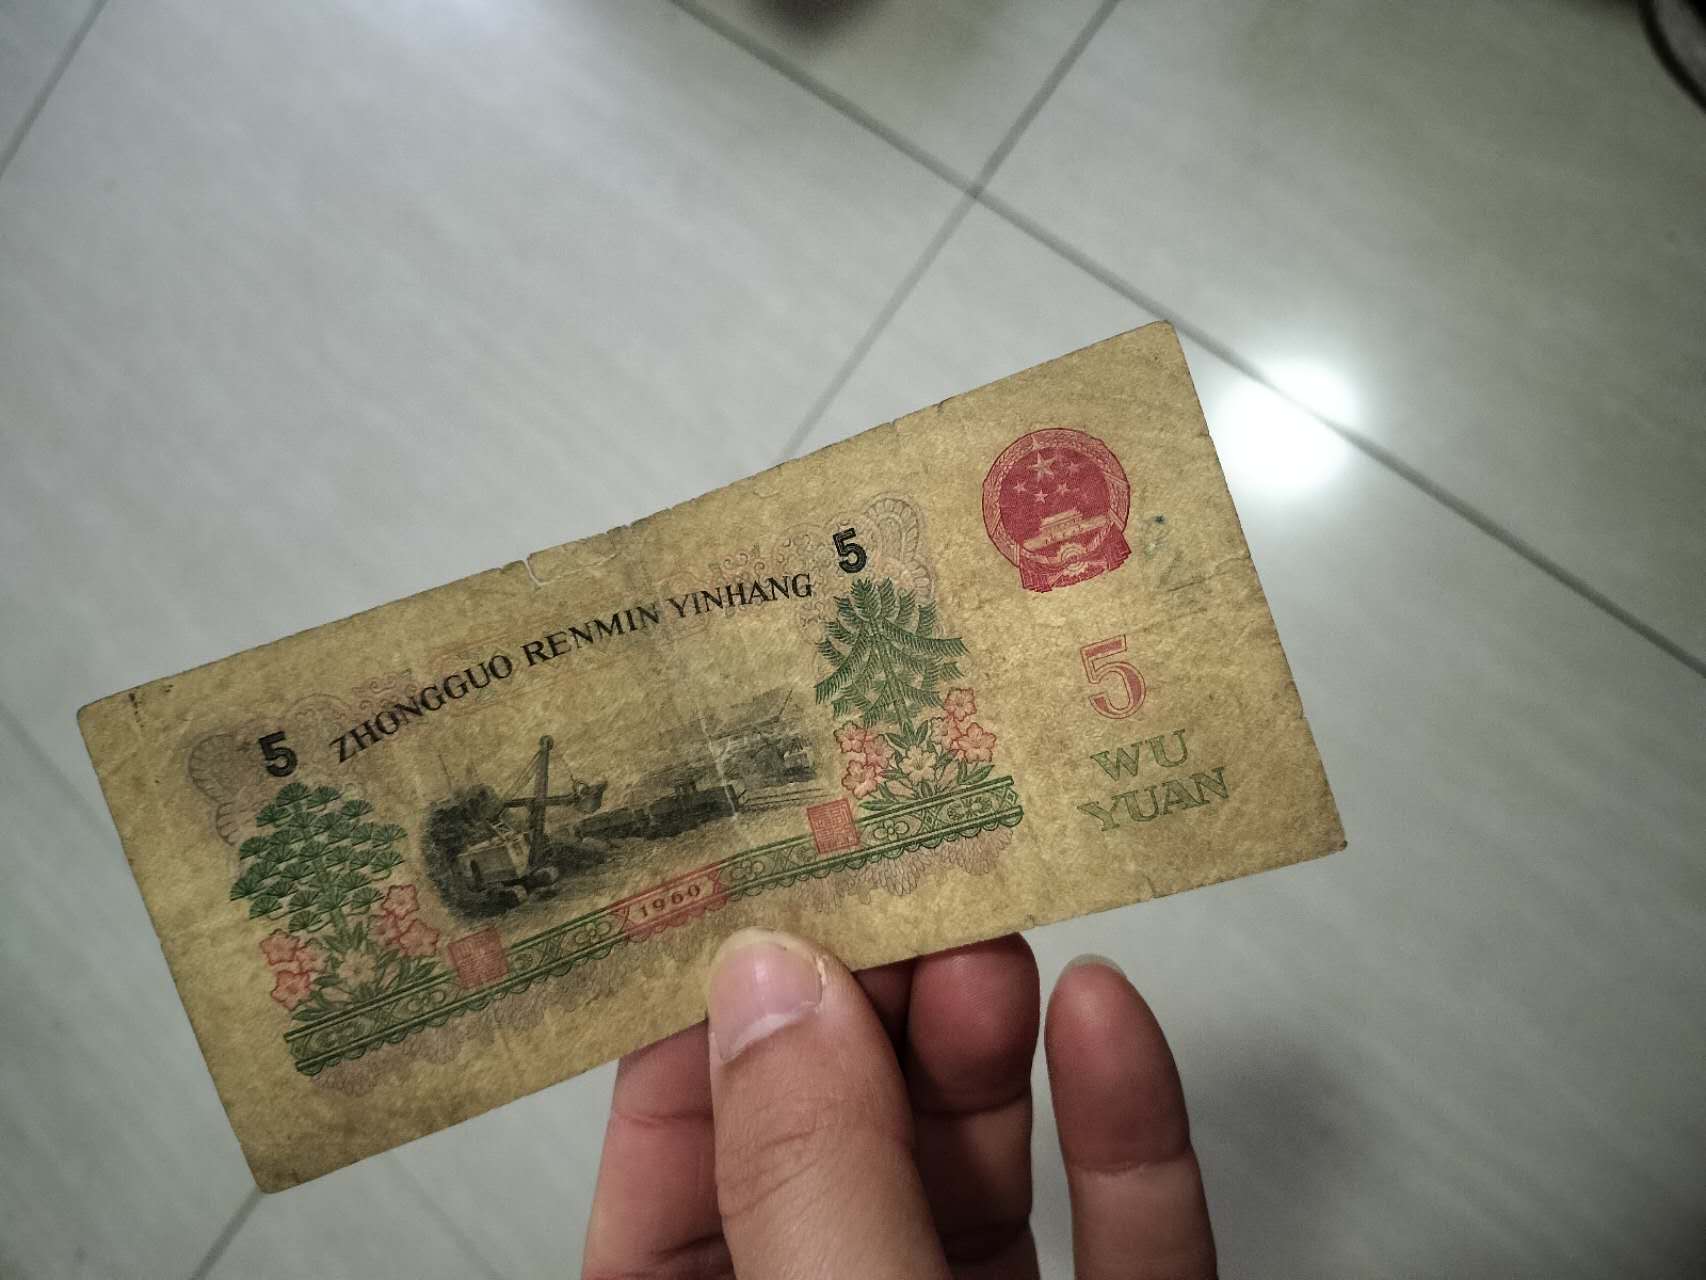 ZHONGGUO RENMIN YINHANG
5
5
5
WU
YUAN
1960